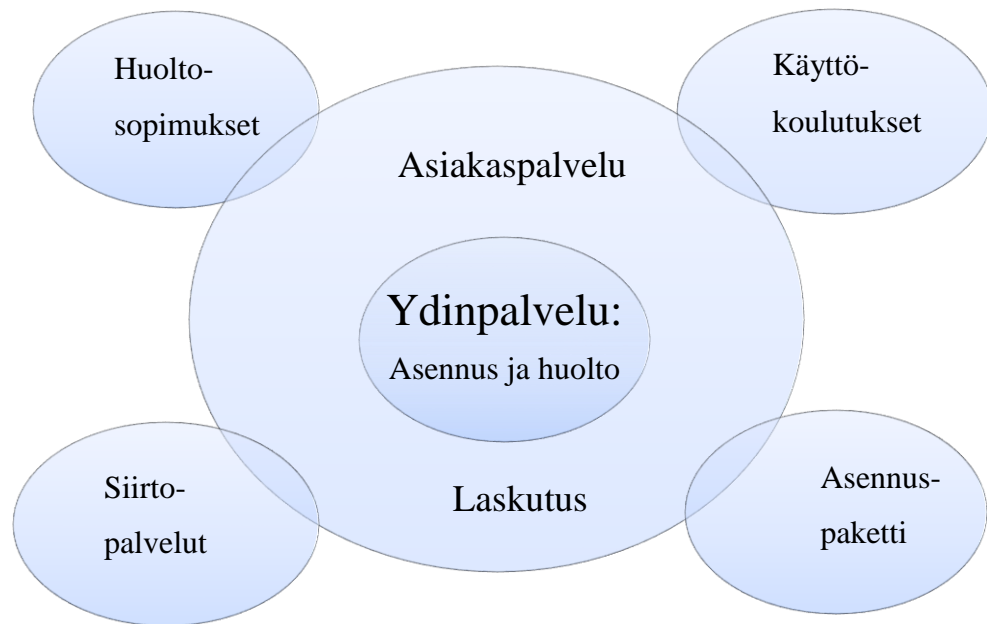 Huolto-
sopimukset
Käyttö-
koulutukset
Asiakaspalvelu
Ydinpalvelu:
Asennus ja huolto
Siirto-
palvelut
Laskutus
Asennus-
paketti